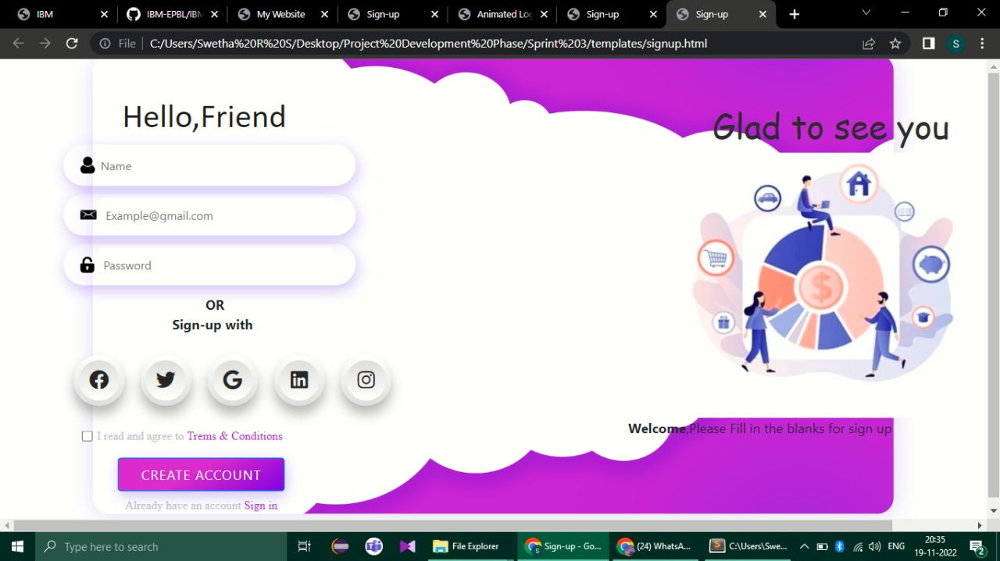 IBM
IBM-EPBL/IBM
My Website
Sign-up
Animated Log
Sign-up
Sign-up
File
C:/Users/Swetha%20R%20S/Desktop/Project%20Development%20Phase/Sprint%203/templates/signup.html
S
Hello,Friend
Glad to see you
Name
Example@gmail.com
Password
OR
Sign-up with
I read and agree to Trems & Conditions
Welcome,Please Fill in the blanks for sign up
CREATE ACCOUNT
Already have an account Sign in
Type here to search
File Explorer
Sign-up - Go...
(24) WhatsA...
C:\Users\Swe...
ENG
20:35
19-11-2022
2